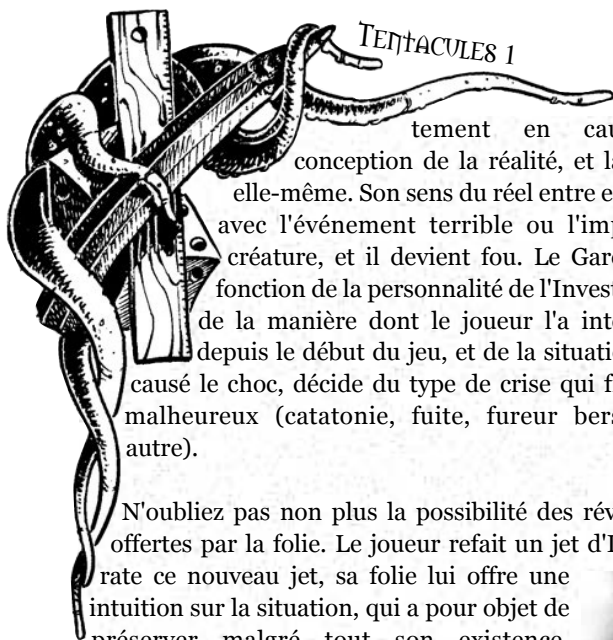 TENTACULES 1
tement en cau
conception de la réalité, et l
elle-même. Son sens du réel entre e
avec l'événement terrible ou l'imp
créature, et il devient fou. Le Gar
fonction de la personnalité de l'Invest
de la manière dont le joueur l'a inte
depuis le début du jeu, et de la situati
causé le choc, décide du type de crise qui f
malheureux (catatonie, fuite, fureur bers
autre).
N'oubliez pas non plus la possibilité des rév
offertes par la folie. Le joueur refait un jet d'I
rate ce nouveau jet, sa folie lui offre une
intuition sur la situation, qui a pour objet de
préserver malgré tout son existence